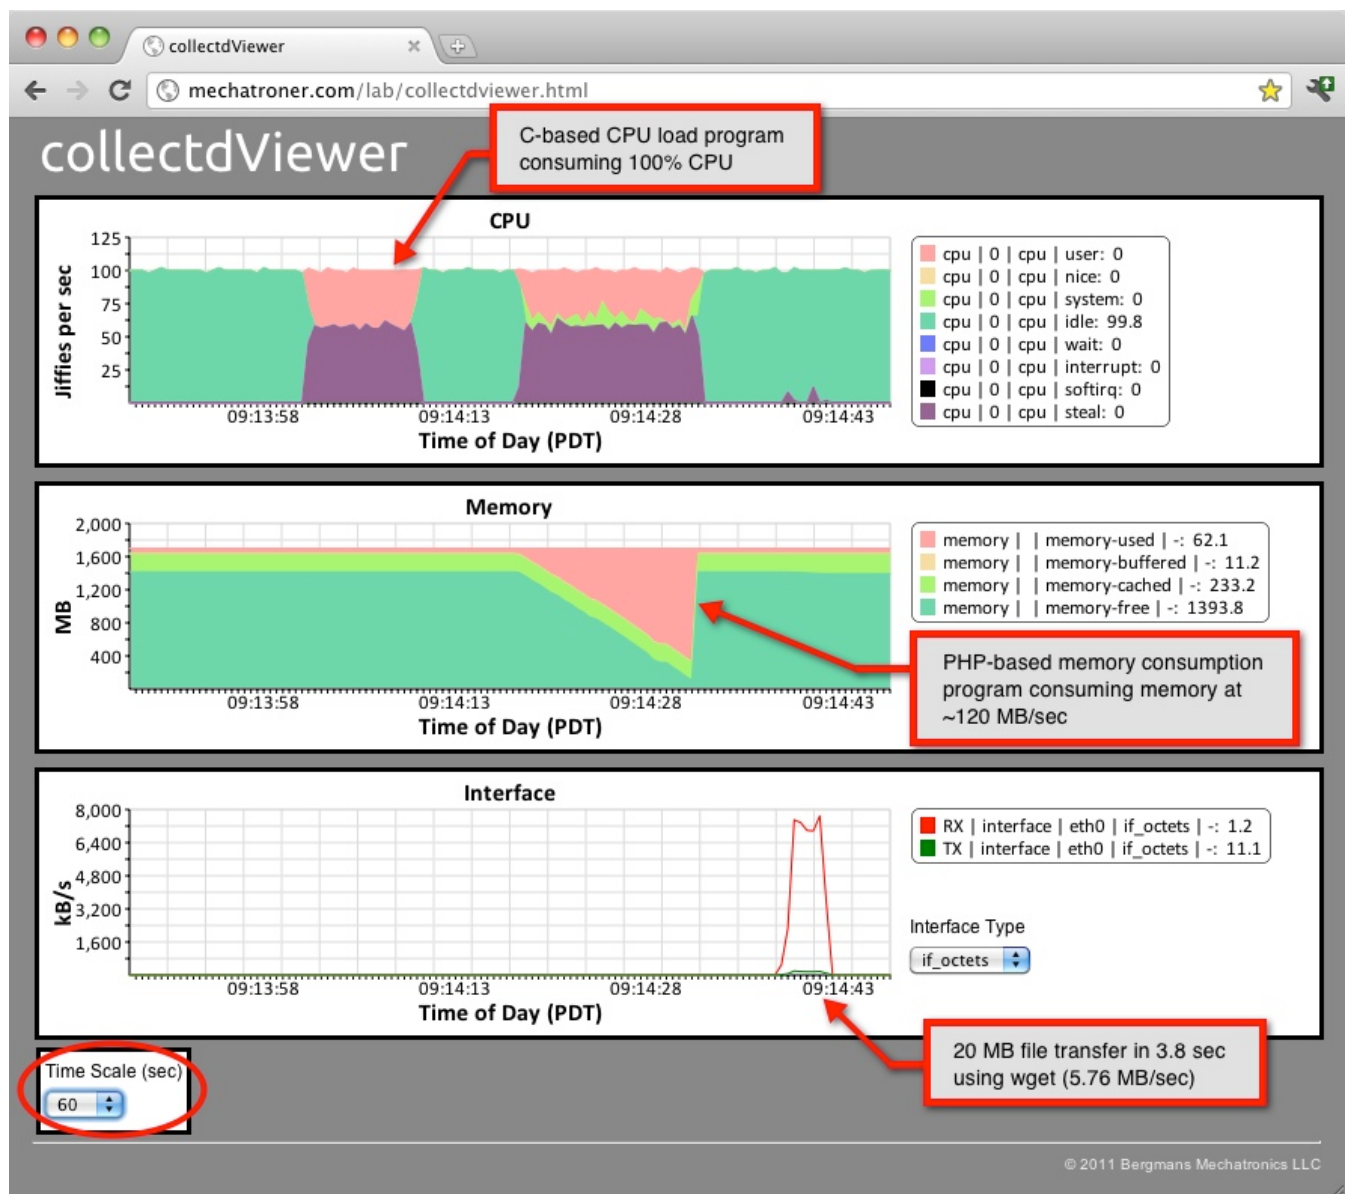 collectdViewer
mechatroner.com/lab/collectdviewer.html
collectdViewer
C-based CPU load program
consuming 100% CPU
CPU
125
100
75
50
25
Jiffies per sec
09:13:58 09:14:13 09:14:28 09:14:43
Time of Day (PDT)
cpu | 0 | cpu | user: 0
cpu | 0 | cpu | nice: 0
cpu | 0 | cpu | system: 0
cpu | 0 | cpu | idle: 99.8
cpu | 0 | cpu | wait: 0
cpu | 0 | cpu | interrupt: 0
cpu | 0 | cpu | softirq: 0
cpu | 0 | cpu | steal: 0
Memory
2,000
1,600
1,200
800
400
MB
09:13:58 09:14:13 09:14:28 09:14:43
Time of Day (PDT)
memory | | memory-used | -: 62.1
memory | | memory-buffered | -: 11.2
memory | | memory-cached | -: 233.2
memory | | memory-free | -: 1393.8
PHP-based memory consumption
program consuming memory at
~120 MB/sec
Interface
8,000
6,400
4,800
3,200
1,600
kB/s
09:13:58 09:14:13 09:14:28 09:14:43
Time of Day (PDT)
RX | interface | eth0 | if_octets | -: 1.2
TX | interface | eth0 | if_octets | -: 11.1
Interface Type
if_octets
20 MB file transfer in 3.8 sec
using wget (5.76 MB/sec)
Time Scale (sec)
60
© 2011 Bergmans Mechatronics LLC